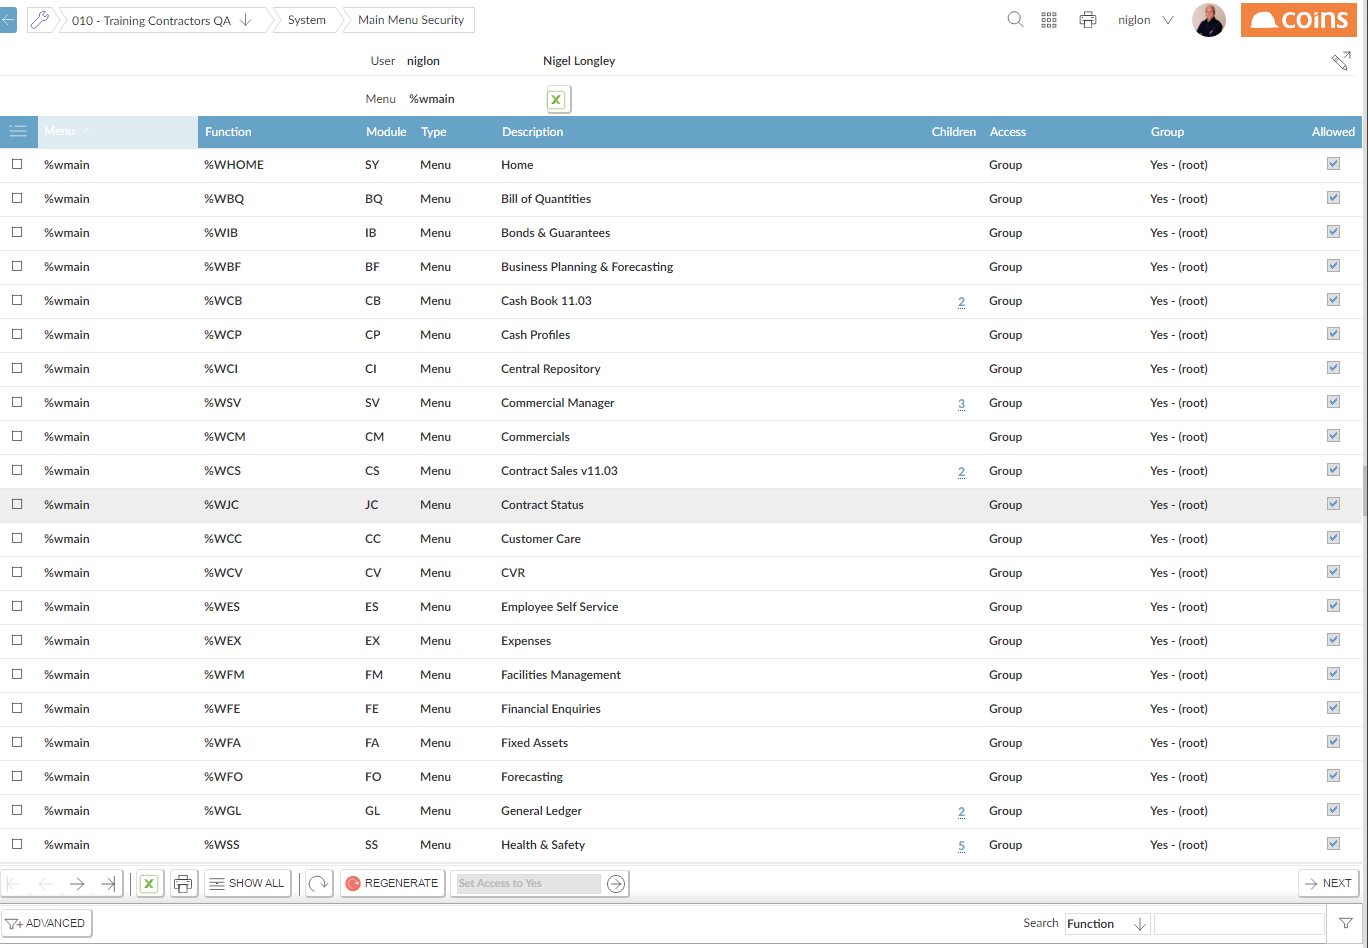 010 - Training Contractors QA System Main Menu Security niglon coins
User niglon Nigel Longley
Menu %wmain
Menu Function Module Type Description Children Access Group Allowed
%wmain %WHOME SY Menu Home Group Yes - (root)
%wmain %WBQ BQ Menu Bill of Quantities Group Yes - (root)
%wmain %WIB IB Menu Bonds & Guarantees Group Yes - (root)
%wmain %WBF BF Menu Business Planning & Forecasting Group Yes - (root)
%wmain %WCB CB Menu Cash Book 11.03 2 Group Yes - (root)
%wmain %WCP CP Menu Cash Profiles Group Yes - (root)
%wmain %WCI CI Menu Central Repository Group Yes - (root)
%wmain %WSV SV Menu Commercial Manager 3 Group Yes - (root)
%wmain %WCM CM Menu Commercials Group Yes - (root)
%wmain %WCS CS Menu Contract Sales v11.03 2 Group Yes - (root)
%wmain %WJC JC Menu Contract Status Group Yes - (root)
%wmain %WCC CC Menu Customer Care Group Yes - (root)
%wmain %WCV CV Menu CVR Group Yes - (root)
%wmain %WES ES Menu Employee Self Service Group Yes - (root)
%wmain %WEX EX Menu Expenses Group Yes - (root)
%wmain %WFM FM Menu Facilities Management Group Yes - (root)
%wmain %WFE FE Menu Financial Enquiries Group Yes - (root)
%wmain %WFA FA Menu Fixed Assets Group Yes - (root)
%wmain %WFO FO Menu Forecasting Group Yes - (root)
%wmain %WGL GL Menu General Ledger 2 Group Yes - (root)
%wmain %WSS SS Menu Health & Safety 5 Group Yes - (root)
SHOW ALL REGENERATE Set Access to Yes NEXT
ADVANCED Search Function